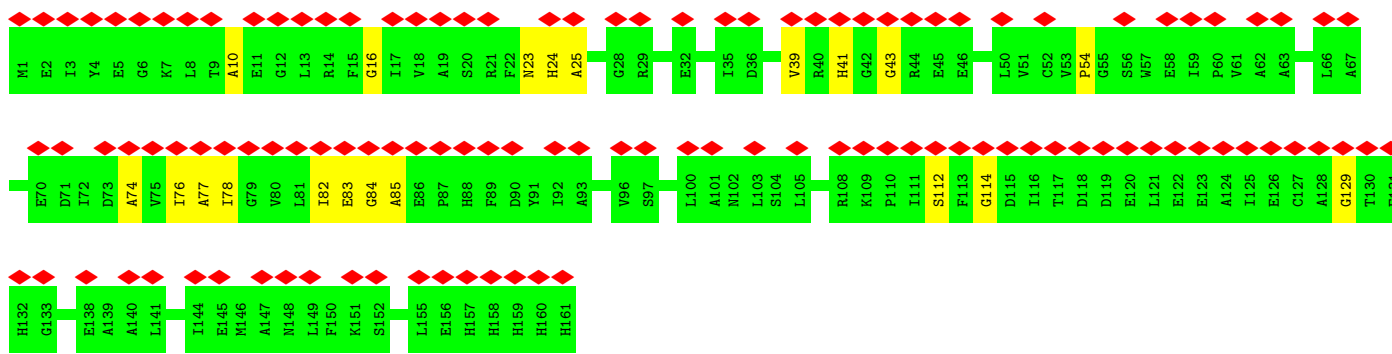 M1 E2 I3 Y4 E5 G6 K7 L8 T9 A10 E11 G12 L13 R14 F15 G16 I17 V18 A19 S20 R21 F22 N23 H24 A25 G28 R29 E32 I35 D36 V39 R40 H41 G42 G43 R44 E45 E46 L50 V51 C52 V53 P54 G55 S56 W57 E58 I59 P60 V61 A62 A63 L66 A67
E70 D71 I72 D73 A74 V75 I76 A77 I78 G79 V80 L81 I82 E83 G84 A85 E86 P87 H88 F89 D90 Y91 I92 A93 V96 S97 L100 A101 N102 L103 S104 L105 R108 K109 P110 I111 S112 F113 G114 D115 I116 T117 D118 D119 E120 L121 E122 E123 A124 I125 E126 C127 A128 G129 T130
H132 G133 E138 A139 A140 L141 I144 E145 M146 A147 N148 L149 F150 K151 S152 L155 E156 H157 H158 H159 H160 H161